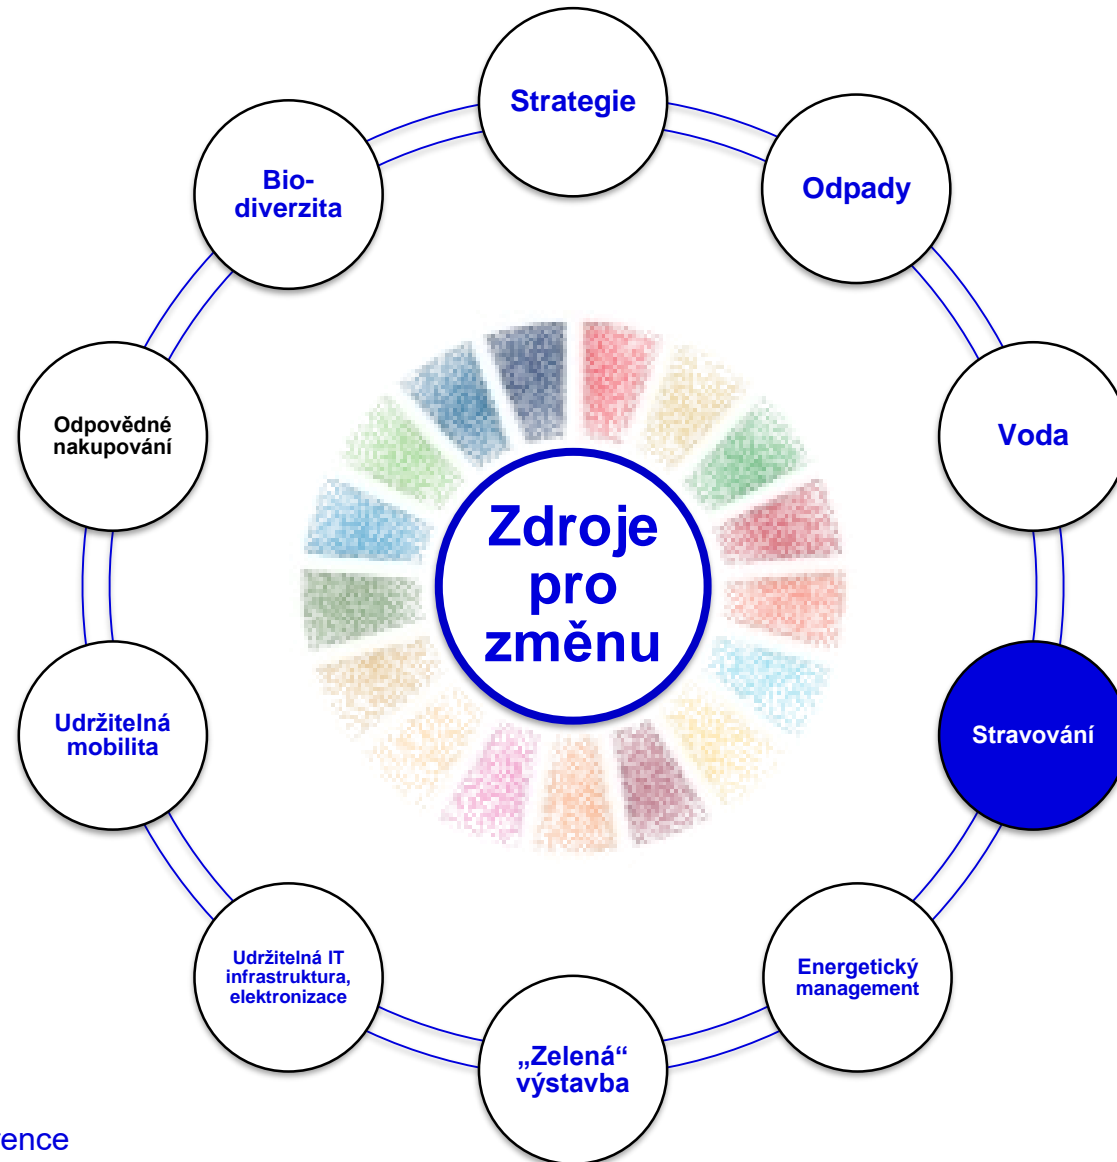 Strategie
Odpady
Voda
Stravování
Energetický
management
„Zelená“
výstavba
Udržitelná IT
infrastruktura,
elektronizace
Udržitelná
mobilita
Odpovědné
nakupování
Bio-
diverzita
Zdroje
pro
změnu
rence